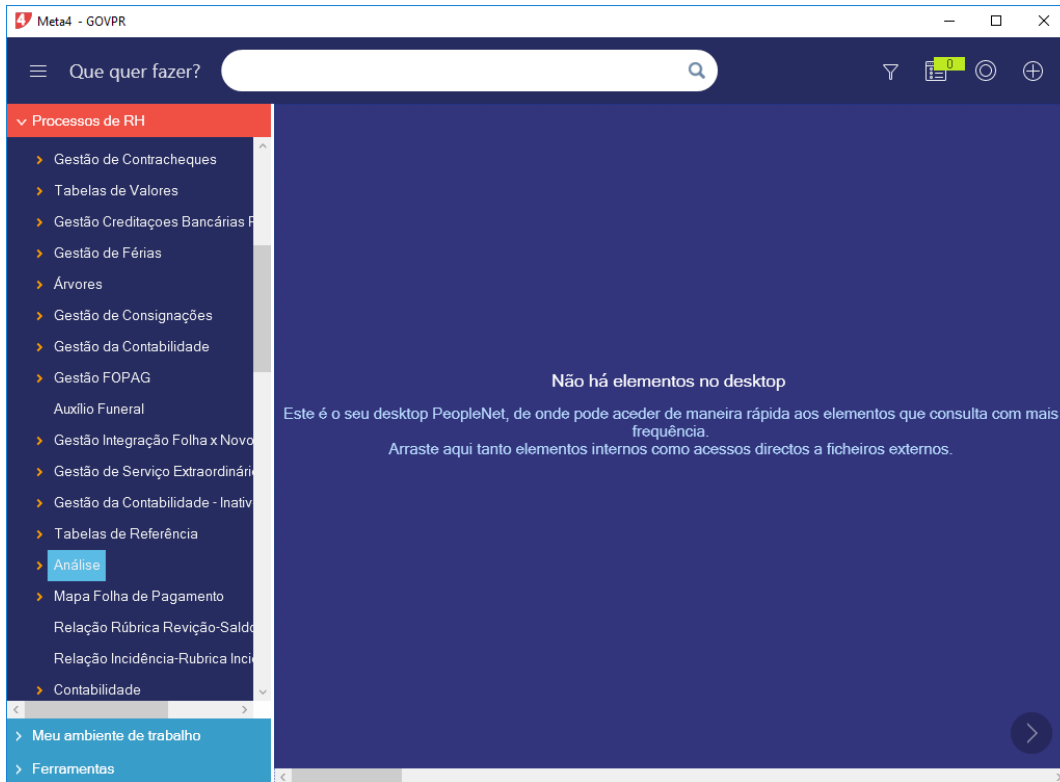 Meta4 - GOVPR
Que quer fazer?
0
Processos de RH
Gestão de Contracheques
Tabelas de Valores
Gestão Creditaçoes Bancárias
Gestão de Férias
Árvores
Gestão de Consignações
Gestão da Contabilidade
Gestão FOPAG
Auxílio Funeral
Gestão Integração Folha x Novo
Gestão de Serviço Extraordinári
Gestão da Contabilidade - Inativ
Tabelas de Referência
Análise
Mapa Folha de Pagamento
Relação Rúbrica Revição-Saldo
Relação Incidência-Rubrica Inci
Contabilidade
Meu ambiente de trabalho
Ferramentas
Não há elementos no desktop
Este é o seu desktop PeopleNet, de onde pode aceder de maneira rápida aos elementos que consulta com mais
frequência.
Arraste aqui tanto elementos internos como acessos directos a ficheiros externos.